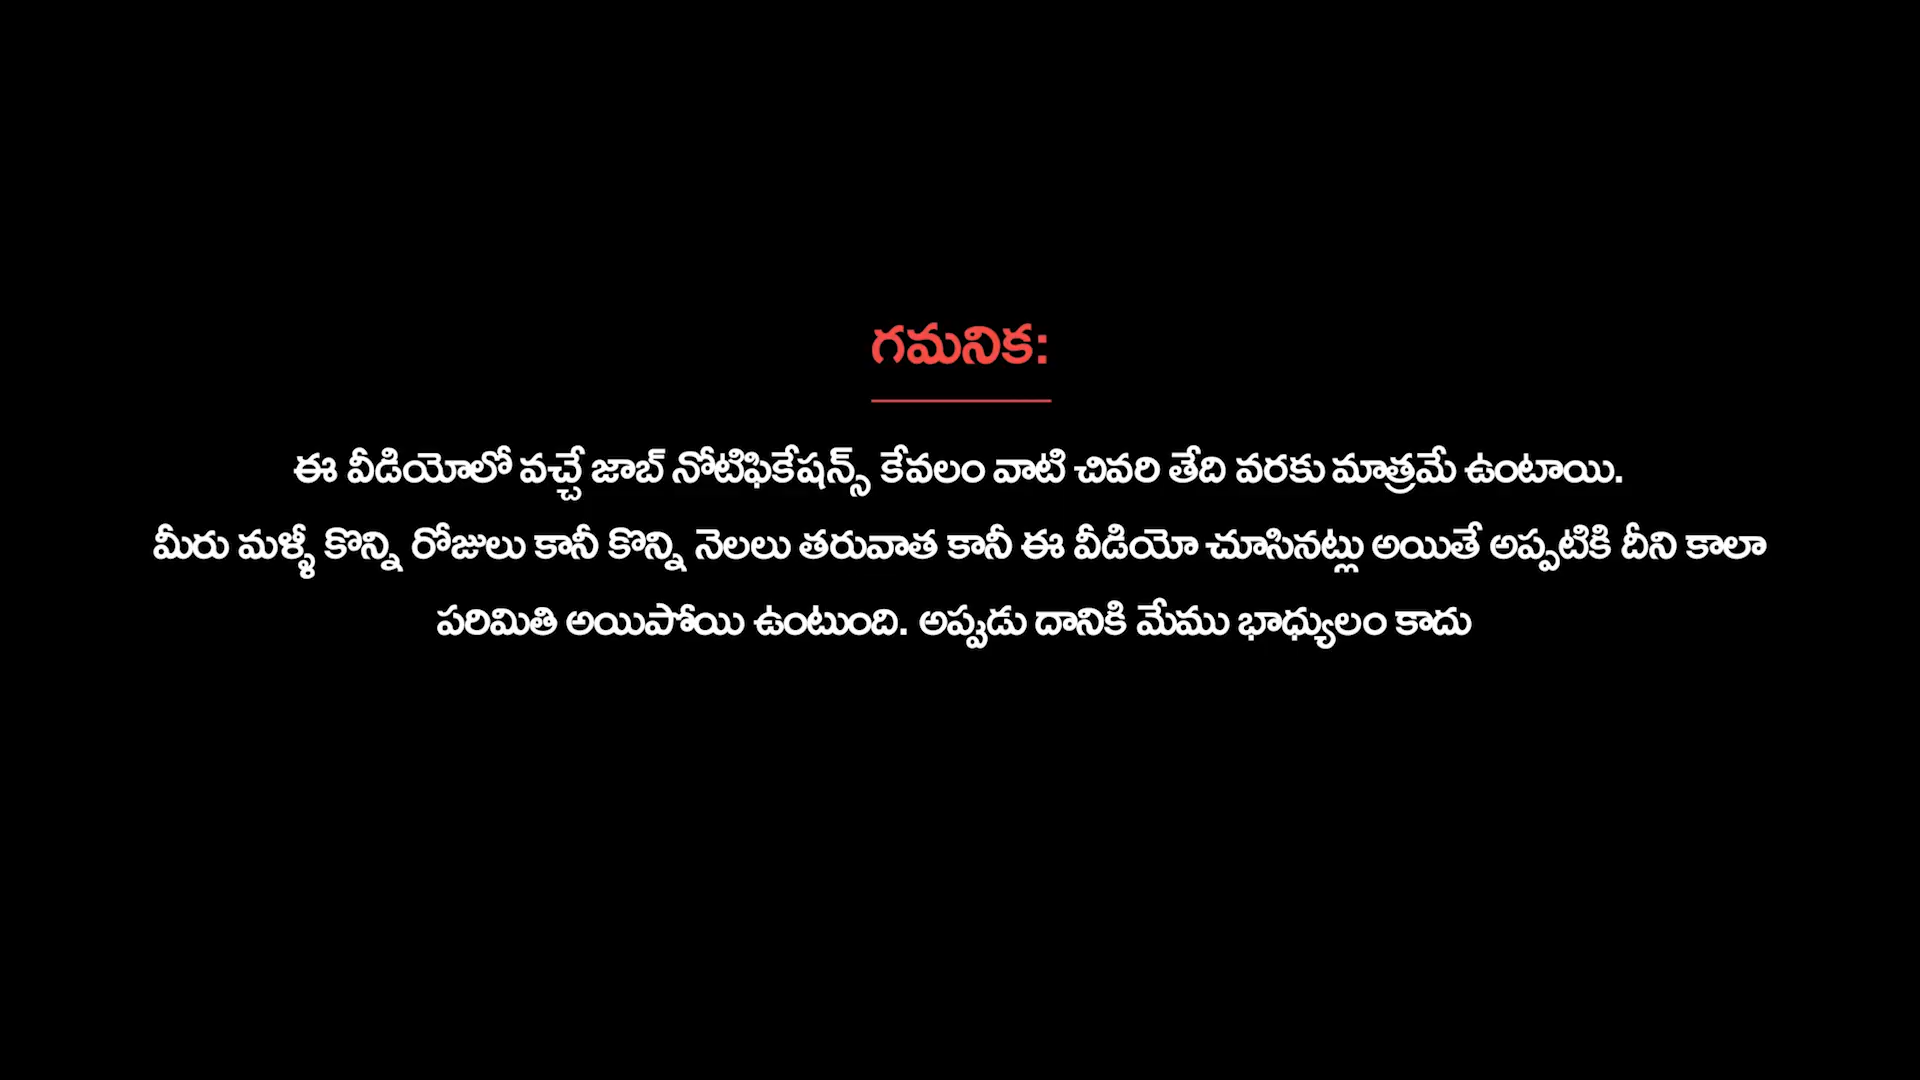 గమనిక:
ఈ వీడియోలో వచ్చే జాబ్ నోటిఫికేషన్స్ కేవలం వాటి చివరి తేది వరకు మాత్రమే ఉంటాయి.
మీరు మళ్ళీ కొన్ని రోజులు కానీ కొన్ని నెలలు తరువాత కానీ ఈ వీడియో చూసినట్లు అయితే అప్పటికి దీని కాలా
పరిమితి అయిపోయి ఉంటుంది. అప్పుడు దానికి మేము భాధ్యులం కాదు